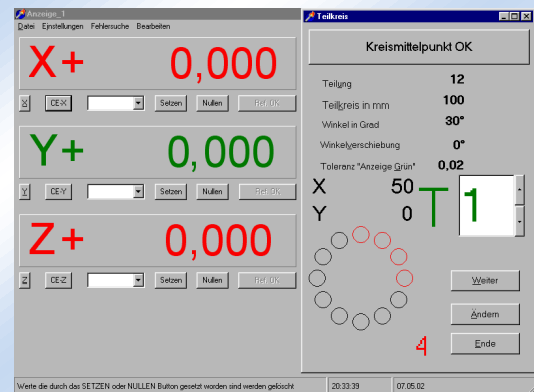 Anzeige_1
Datei Einstellungen Fehlersuche Bearbeiten
X+ 0,000
X CE-X Setzen Nullen Ref. OK
Y+ 0,000
Y CE-Y Setzen Nullen Ref. OK
Z+ 0,000
Z CE-Z Setzen Nullen Ref. OK
Werte die durch das SETZEN oder NULLEN Button gesetzt worden sind werden gelöscht 20:33:39 07.05.02
Teilkreis
Kreismittelpunkt OK
Teilung 12
Teilkreis in mm 100
Winkel in Grad 30°
Winkelverschiebung 0°
Toleranz "Anzeige Grün" 0,02
X 50 T 1
Y 0
4
Weiter
Ändern
Ende